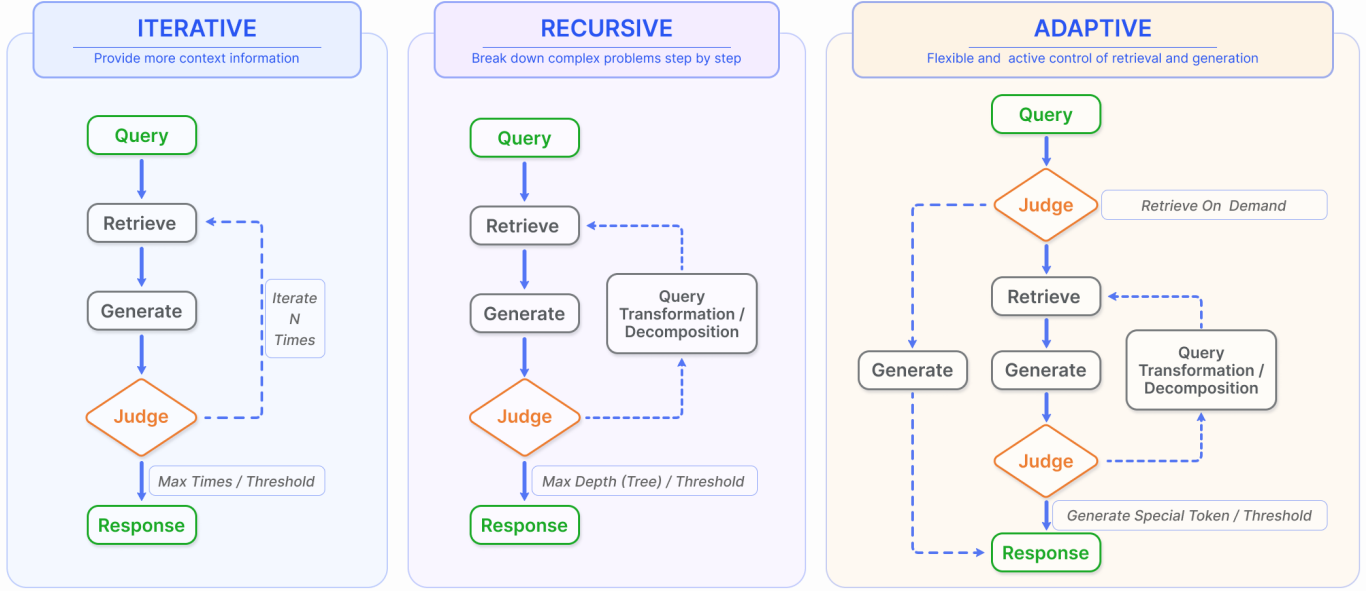 ITERATIVE
Provide more context information
Query
Retrieve
Generate
Iterate
N
Times
Judge
Max Times / Threshold
Response
RECURSIVE
Break down complex problems step by step
Query
Retrieve
Generate
Query
Transformation /
Decomposition
Judge
Max Depth (Tree) / Threshold
Response
ADAPTIVE
Flexible and active control of retrieval and generation
Query
Judge
Retrieve On Demand
Retrieve
Generate
Generate
Query
Transformation /
Decomposition
Judge
Generate Special Token / Threshold
Response